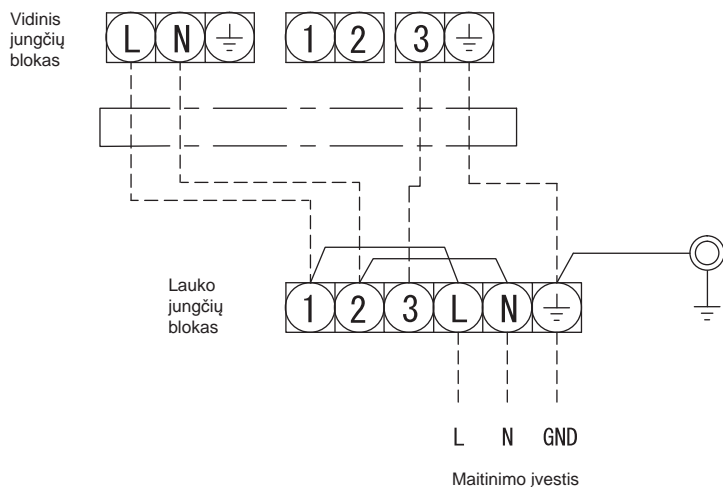 Vidinis
jungčių
blokas
L N 1 2 3
Lauko
jungčių
blokas
1 2 3 L N
L N GND
Maitinimo įvestis